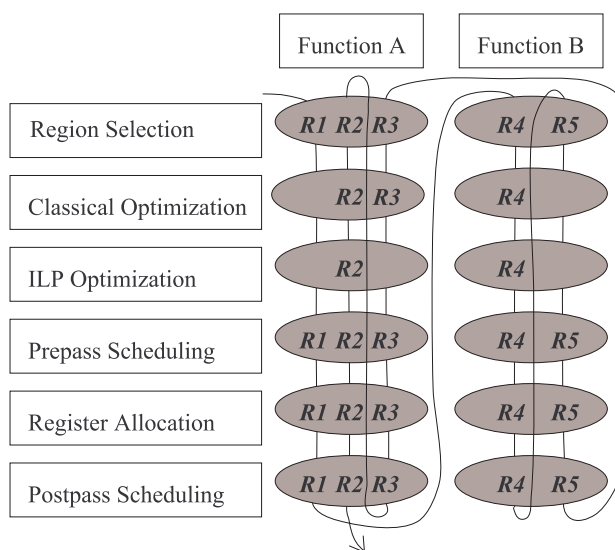 Function A Function B
Region Selection R1 R2 R3 R4 R5
Classical Optimization R2 R3 R4
ILP Optimization R2 R4
Prepass Scheduling R1 R2 R3 R4 R5
Register Allocation R1 R2 R3 R4 R5
Postpass Scheduling R1 R2 R3 R4 R5